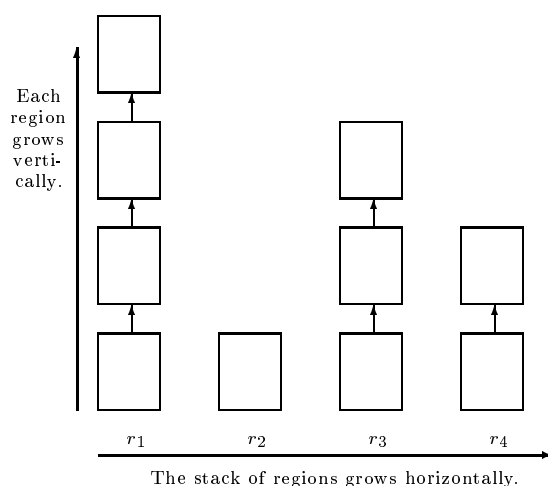 Each
region
grows
verti-
cally.
r1 r2 r3 r4
The stack of regions grows horizontally.